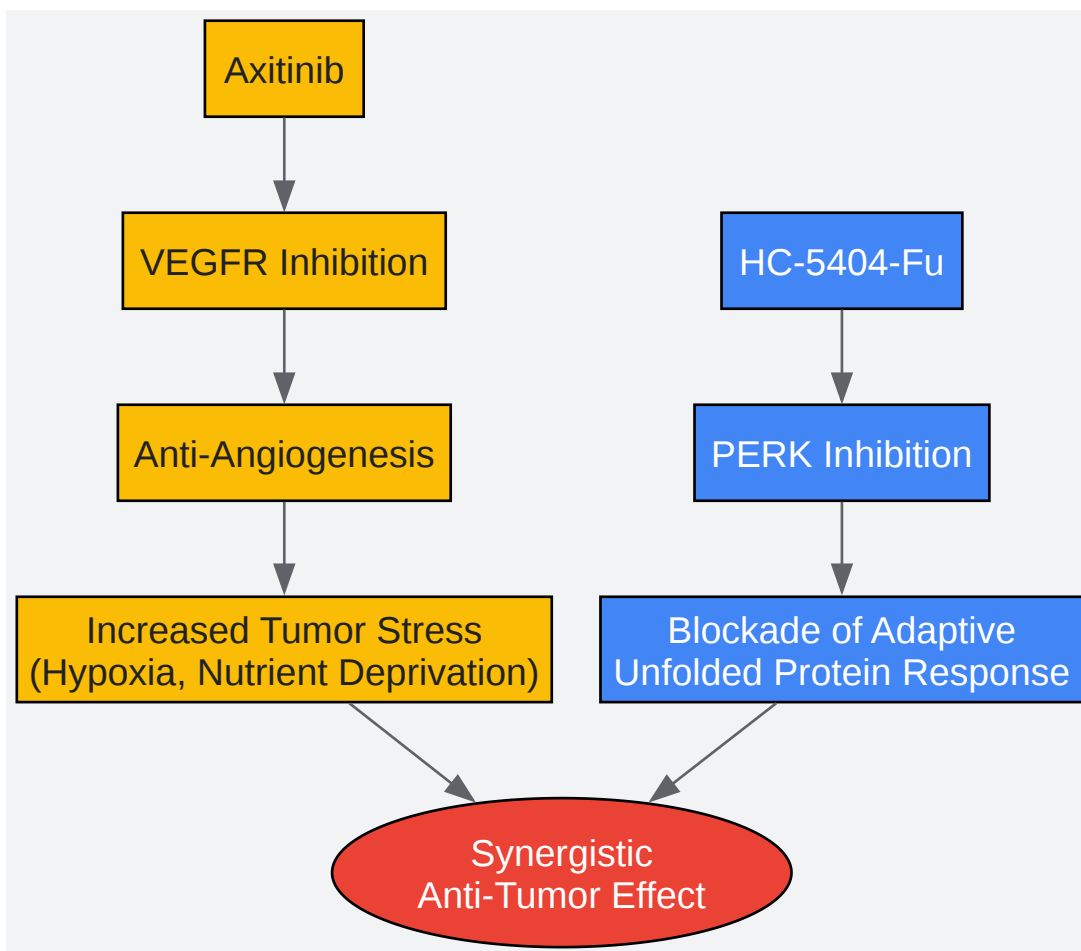 Axitinib
VEGFR Inhibition
HC-5404-Fu
Anti-Angiogenesis
PERK Inhibition
Increased Tumor Stress
(Hypoxia, Nutrient Deprivation)
Blockade of Adaptive
Unfolded Protein Response
Synergistic
Anti-Tumor Effect